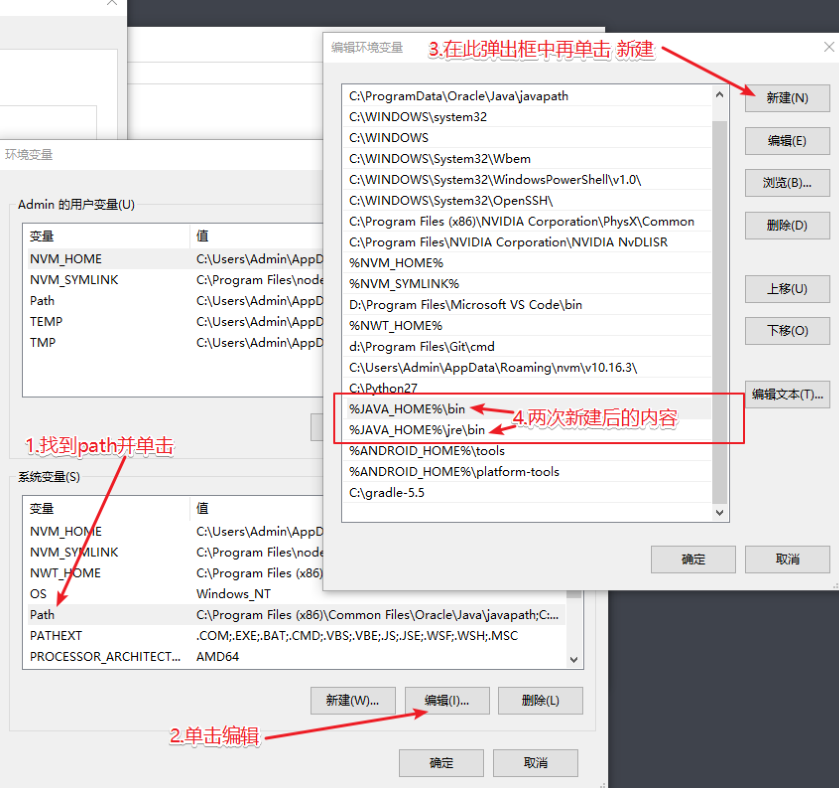 编辑环境变量
3.在此弹出框中再单击 新建
C:\ProgramData\Oracle\Java\javapath
C:\WINDOWS\system32
C:\WINDOWS
C:\WINDOWS\System32\Wbem
C:\WINDOWS\System32\WindowsPowerShell\v1.0\
C:\WINDOWS\System32\OpenSSH\
C:\Program Files (x86)\NVIDIA Corporation\PhysX\Common
C:\Program Files\NVIDIA Corporation\NVIDIA NvDLISR
%NVM_HOME%
%NVM_SYMLINK%
D:\Program Files\Microsoft VS Code\bin
%NWT_HOME%
d:\Program Files\Git\cmd
C:\Users\Admin\AppData\Roaming\nvm\v10.16.3\
C:\Python27
%JAVA_HOME%\bin
%JAVA_HOME%\jre\bin
4.两次新建后的内容
%ANDROID_HOME%\tools
%ANDROID_HOME%\platform-tools
C:\gradle-5.5
新建(N)
编辑(E)
浏览(B)...
删除(D)
上移(U)
下移(O)
编辑文本(T)...
确定 取消
环境变量
Admin 的用户变量(U)
变量 值
NVM_HOME C:\Users\Admin\AppD
NVM_SYMLINK C:\Program Files\node
Path C:\Users\Admin\AppD
TEMP C:\Users\Admin\AppD
TMP C:\Users\Admin\AppD
1.找到path并单击
系统变量(S)
变量 值
NVM_HOME C:\Users\Admin\AppD
NVM_SYMLINK C:\Program Files\node
NWT_HOME C:\Program Files (x86)
OS Windows_NT
Path C:\Program Files (x86)\Common Files\Oracle\Java\javapath;C:...
PATHEXT .COM;.EXE;.BAT;.CMD;.VBS;.VBE;.JS;.JSE;.WSF;.WSH;.MSC
PROCESSOR_ARCHITECT... AMD64
新建(W)... 编辑(I)... 删除(L)
2.单击编辑
确定 取消